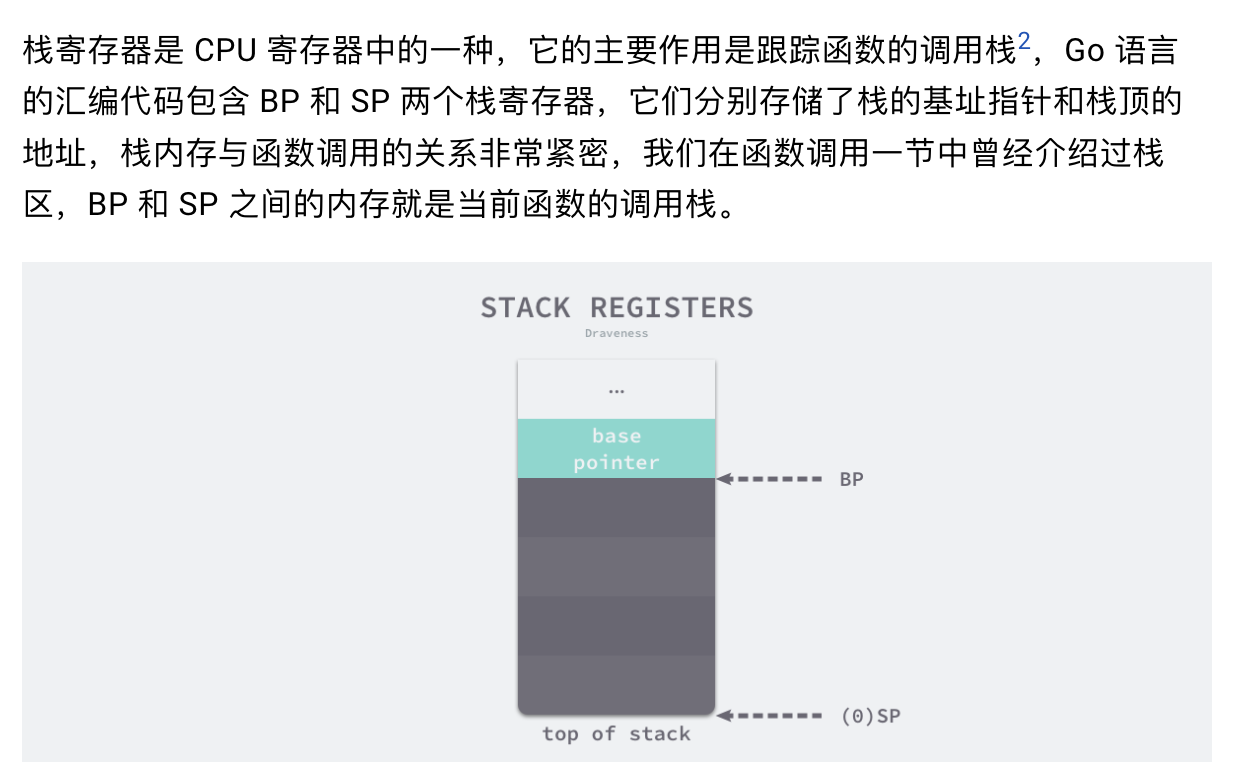 栈寄存器是 CPU 寄存器中的一种，它的主要作用是跟踪函数的调用栈2，Go 语言
的汇编代码包含 BP 和 SP 两个栈寄存器，它们分别存储了栈的基址指针和栈顶的
地址，栈内存与函数调用的关系非常紧密，我们在函数调用一节中曾经介绍过栈
区，BP 和 SP 之间的内存就是当前函数的调用栈。
STACK REGISTERS
Draveness
...
base
pointer
BP
(0)SP
top of stack